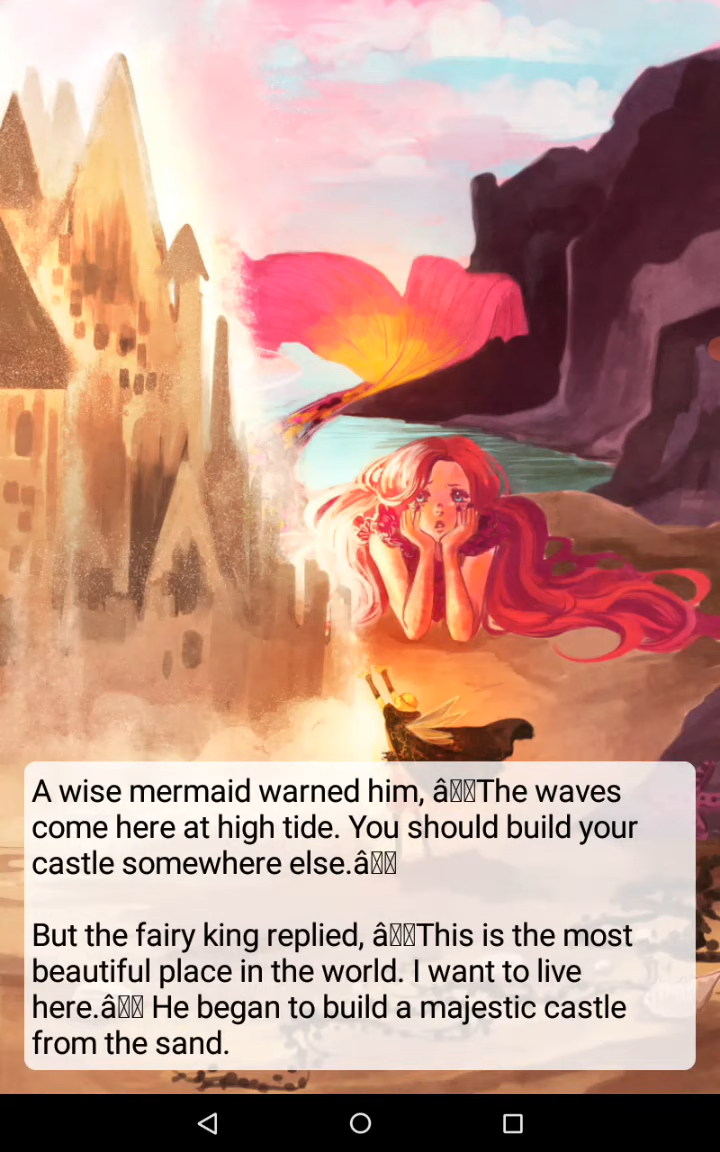 A wise mermaid warned him, â��The waves
come here at high tide. You should build your
castle somewhere else.â��
But the fairy king replied, â��This is the most
beautiful place in the world. I want to live
here.â�� He began to build a majestic castle
from the sand.